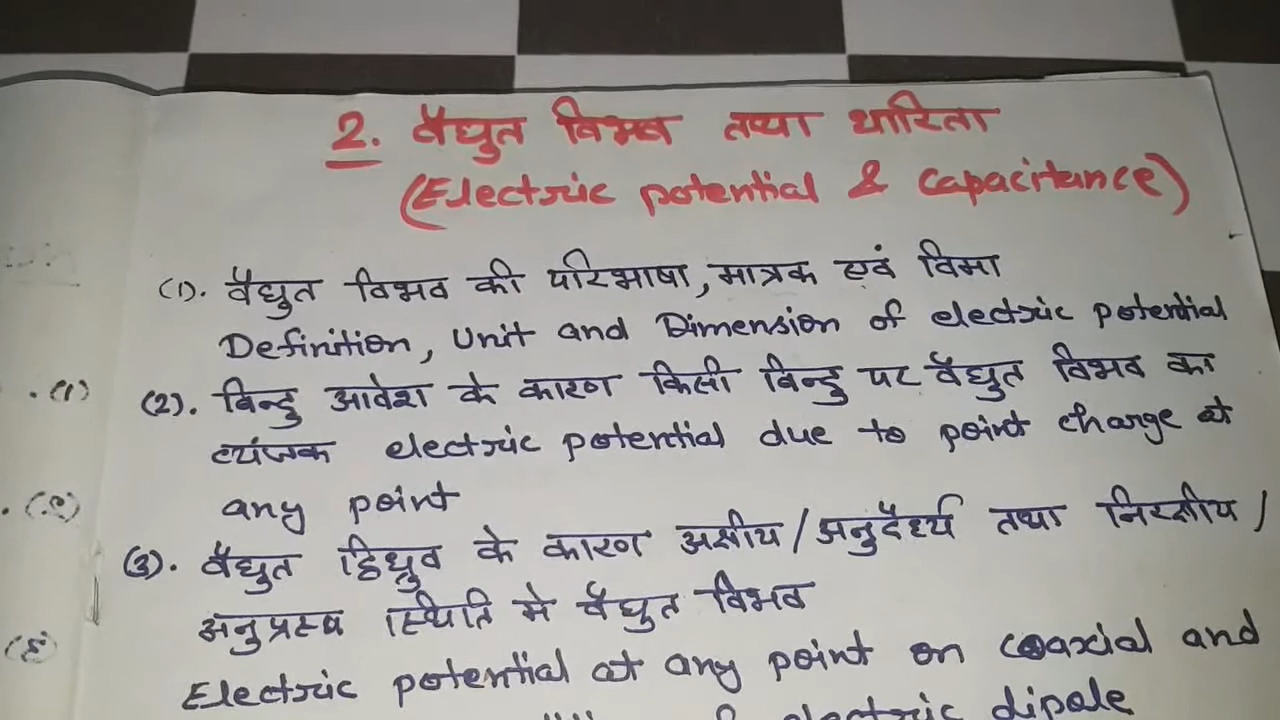 2. वैद्युत विभव तथा धारिता
(Electric potential & capacitance)
(1). वैद्युत विभव की परिभाषा, मात्रक एवं विमा
Definition, Unit and Dimension of electric potential
(2). बिन्दु आवेश के कारण किसी बिन्दु पर वैद्युत विभव का
व्यंजक electric potential due to point charge at
any point
(3). वैद्युत द्विध्रुव के कारण अक्षीय/अनुदैर्ध्य तथा निरक्षीय/
अनुप्रस्थ स्थिति मे वैद्युत विभव
Electric potential at any point on coaxial and
electric dipole
.(1)